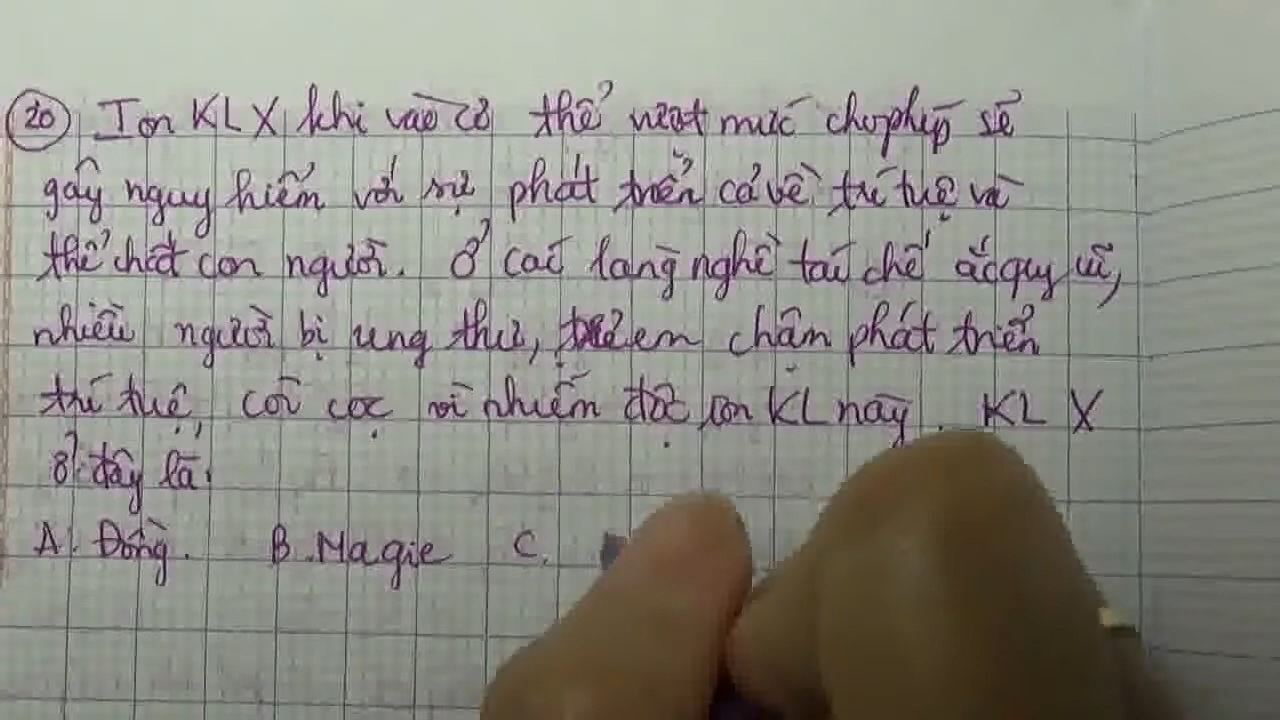 20 Ion KL X khi vào cơ thể vượt mức cho phép sẽ
gây nguy hiểm với sự phát triển cả về trí tuệ và
thể chất con người. Ở các làng nghề tái chế ắc quy cũ,
nhiều người bị ung thư, trẻ em chậm phát triển
trí tuệ, còi cọc vì nhiễm độc ion KL này. KL X
ở đây là:
A. Đồng. B. Magie C.